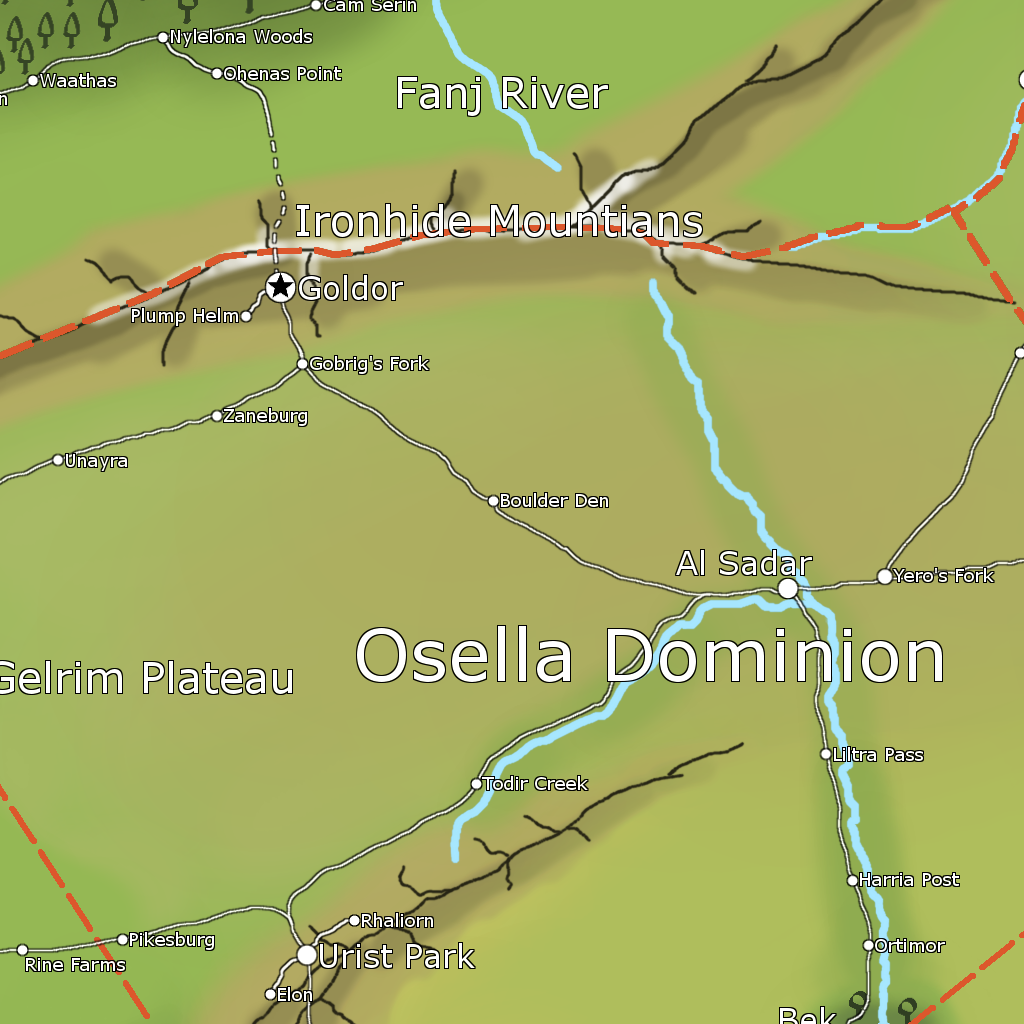 Cam Serin
Nylelona Woods
Ohenas Point
Waathas
n
Fanj River
Ironhide Mountians
Goldor
Plump Helm
Gobrig's Fork
Zaneburg
Unayra
Boulder Den
Al Sadar
Yero's Fork
Osella Dominion
Gelrim Plateau
Liltra Pass
Todir Creek
Harria Post
Rhaliorn
Pikesburg
Ortimor
Urist Park
Rine Farms
Elon
Bek